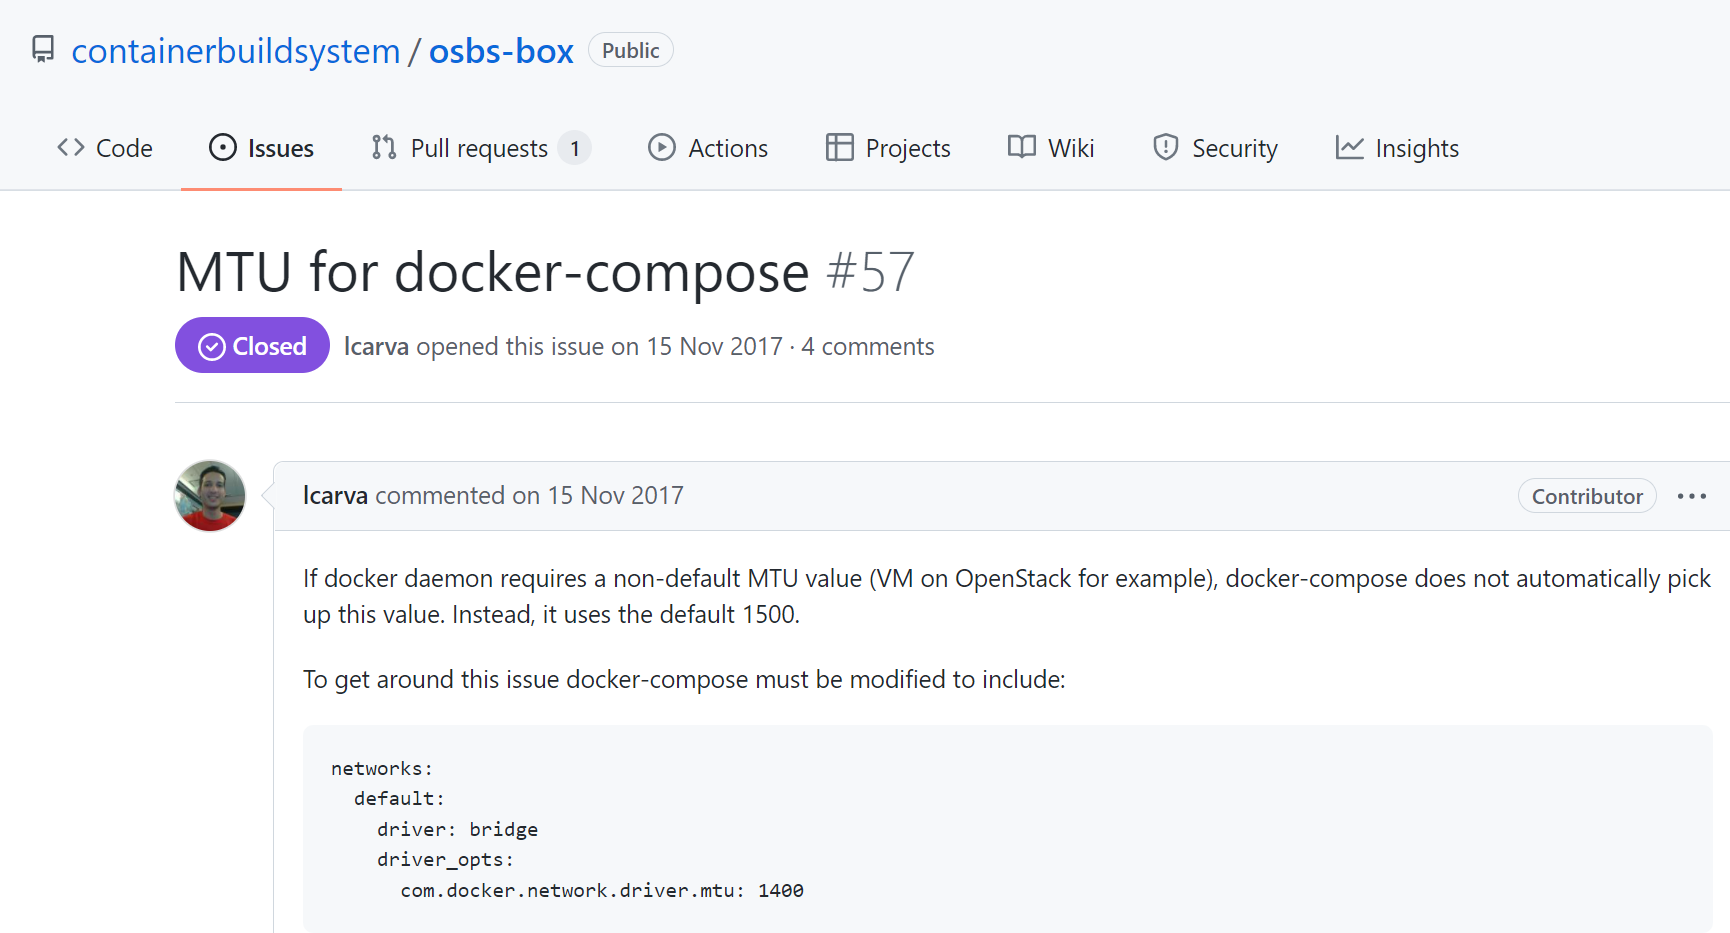 containerbuildsystem / osbs-box Public
Code Issues Pull requests 1 Actions Projects Wiki Security Insights
MTU for docker-compose #57
Closed lcarva opened this issue on 15 Nov 2017 · 4 comments
lcarva commented on 15 Nov 2017 Contributor ···
If docker daemon requires a non-default MTU value (VM on OpenStack for example), docker-compose does not automatically pick
up this value. Instead, it uses the default 1500.
To get around this issue docker-compose must be modified to include:
networks:
  default:
    driver: bridge
    driver_opts:
      com.docker.network.driver.mtu: 1400